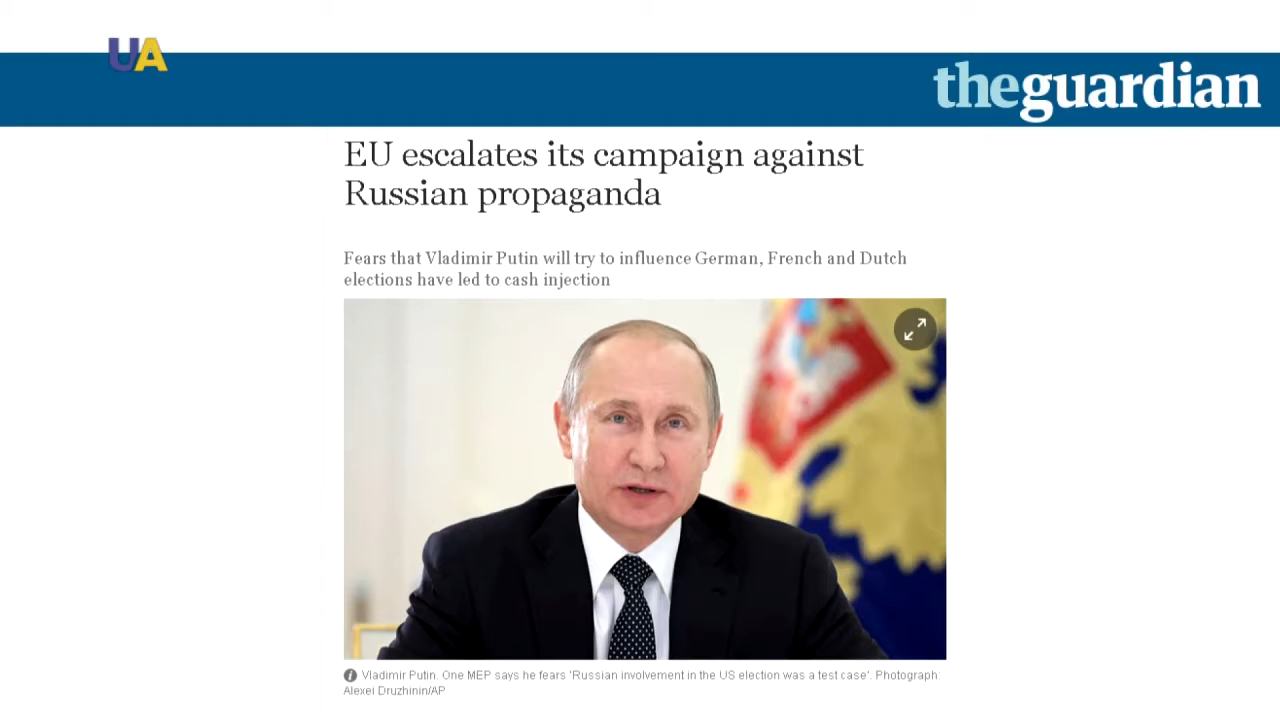 UA
theguardian
EU escalates its campaign against
Russian propaganda
Fears that Vladimir Putin will try to influence German, French and Dutch
elections have led to cash injection
i Vladimir Putin. One MEP says he fears 'Russian involvement in the US election was a test case'. Photograph:
Alexei Druzhinin/AP